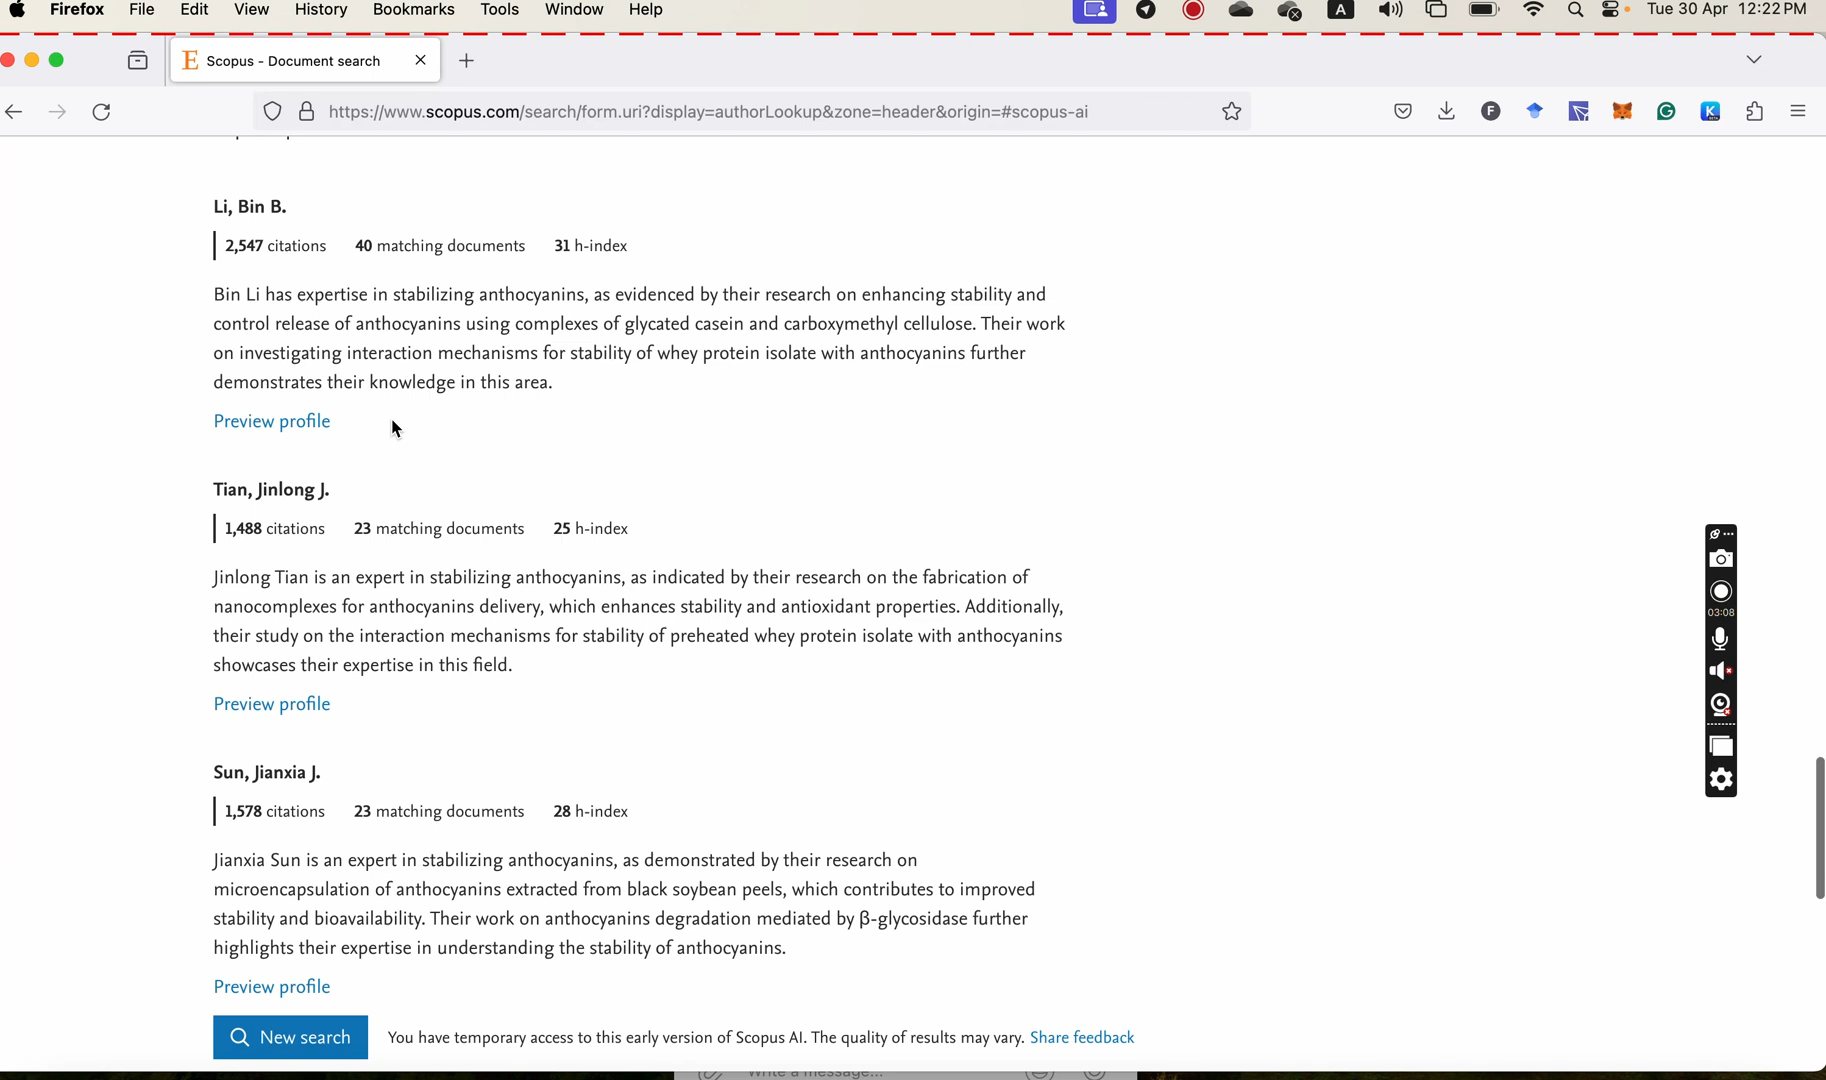 Firefox File Edit View History Bookmarks Tools Window Help A Tue 30 Apr 12:22 PM
Scopus - Document search
https://www.scopus.com/search/form.uri?display=authorLookup&zone=header&origin=#scopus-ai
Li, Bin B.
2,547 citations 40 matching documents 31 h-index
Bin Li has expertise in stabilizing anthocyanins, as evidenced by their research on enhancing stability and
control release of anthocyanins using complexes of glycated casein and carboxymethyl cellulose. Their work
on investigating interaction mechanisms for stability of whey protein isolate with anthocyanins further
demonstrates their knowledge in this area.
Preview profile
Tian, Jinlong J.
1,488 citations 23 matching documents 25 h-index
Jinlong Tian is an expert in stabilizing anthocyanins, as indicated by their research on the fabrication of
nanocomplexes for anthocyanins delivery, which enhances stability and antioxidant properties. Additionally,
their study on the interaction mechanisms for stability of preheated whey protein isolate with anthocyanins
showcases their expertise in this field.
Preview profile
03:08
Sun, Jianxia J.
1,578 citations 23 matching documents 28 h-index
Jianxia Sun is an expert in stabilizing anthocyanins, as demonstrated by their research on
microencapsulation of anthocyanins extracted from black soybean peels, which contributes to improved
stability and bioavailability. Their work on anthocyanins degradation mediated by β-glycosidase further
highlights their expertise in understanding the stability of anthocyanins.
Preview profile
New search You have temporary access to this early version of Scopus AI. The quality of results may vary. Share feedback
Write a message...